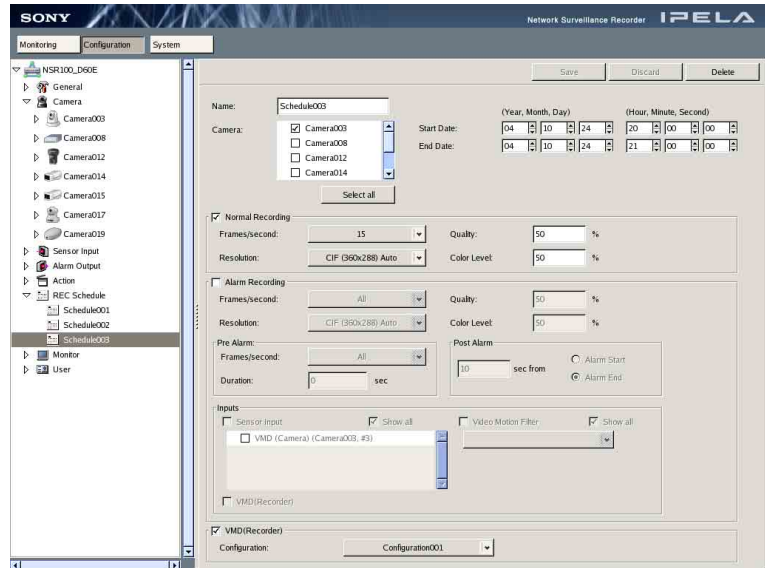 SONY
Network Surveillance Recorder IPELA
Monitoring Configuration System
NSR100_D60E
General
Camera
Camera003
Camera008
Camera012
Camera014
Camera015
Camera017
Camera019
Sensor Input
Alarm Output
Action
REC Schedule
Schedule001
Schedule002
Schedule003
Monitor
User
Save Discard Delete
Name: Schedule003
Camera:
Camera003
Camera008
Camera012
Camera014
Select all
(Year, Month, Day) (Hour, Minute, Second)
Start Date: 04 10 24 20 00 00
End Date: 04 10 24 21 00 00
Normal Recording
Frames/second: 15 Quality: 50 %
Resolution: CIF (360x288) Auto Color Level: 50 %
Alarm Recording
Frames/second: All Quality: 50 %
Resolution: CIF (360x288) Auto Color Level: 50 %
Pre Alarm:
Frames/second: All
Duration: 0 sec
Post Alarm
10 sec from
Alarm Start
Alarm End
Inputs
Sensor Input Show all Video Motion Filter Show all
VMD (Camera) (Camera003, #3)
VMD(Recorder)
VMD(Recorder)
Configuration: Configuration001